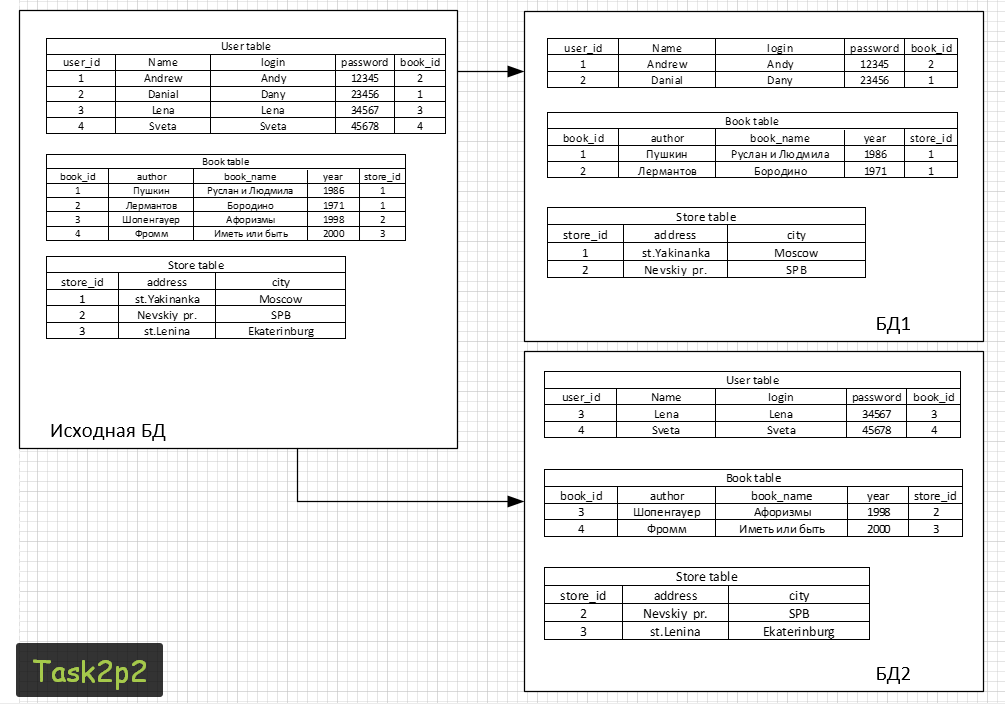 User table
user_id Name login password book_id
1 Andrew Andy 12345 2
2 Danial Dany 23456 1
3 Lena Lena 34567 3
4 Sveta Sveta 45678 4
Book table
book_id author book_name year store_id
1 Пушкин Руслан и Людмила 1986 1
2 Лермантов Бородино 1971 1
3 Шопенгауер Афоризмы 1998 2
4 Фромм Иметь или быть 2000 3
Store table
store_id address city
1 st.Yakinanka Moscow
2 Nevskiy pr. SPB
3 st.Lenina Ekaterinburg
Исходная БД
user_id Name login password book_id
1 Andrew Andy 12345 2
2 Danial Dany 23456 1
Book table
book_id author book_name year store_id
1 Пушкин Руслан и Людмила 1986 1
2 Лермантов Бородино 1971 1
Store table
store_id address city
1 st.Yakinanka Moscow
2 Nevskiy pr. SPB
БД1
User table
user_id Name login password book_id
3 Lena Lena 34567 3
4 Sveta Sveta 45678 4
Book table
book_id author book_name year store_id
3 Шопенгауер Афоризмы 1998 2
4 Фромм Иметь или быть 2000 3
Store table
store_id address city
2 Nevskiy pr. SPB
3 st.Lenina Ekaterinburg
БД2
Task2p2